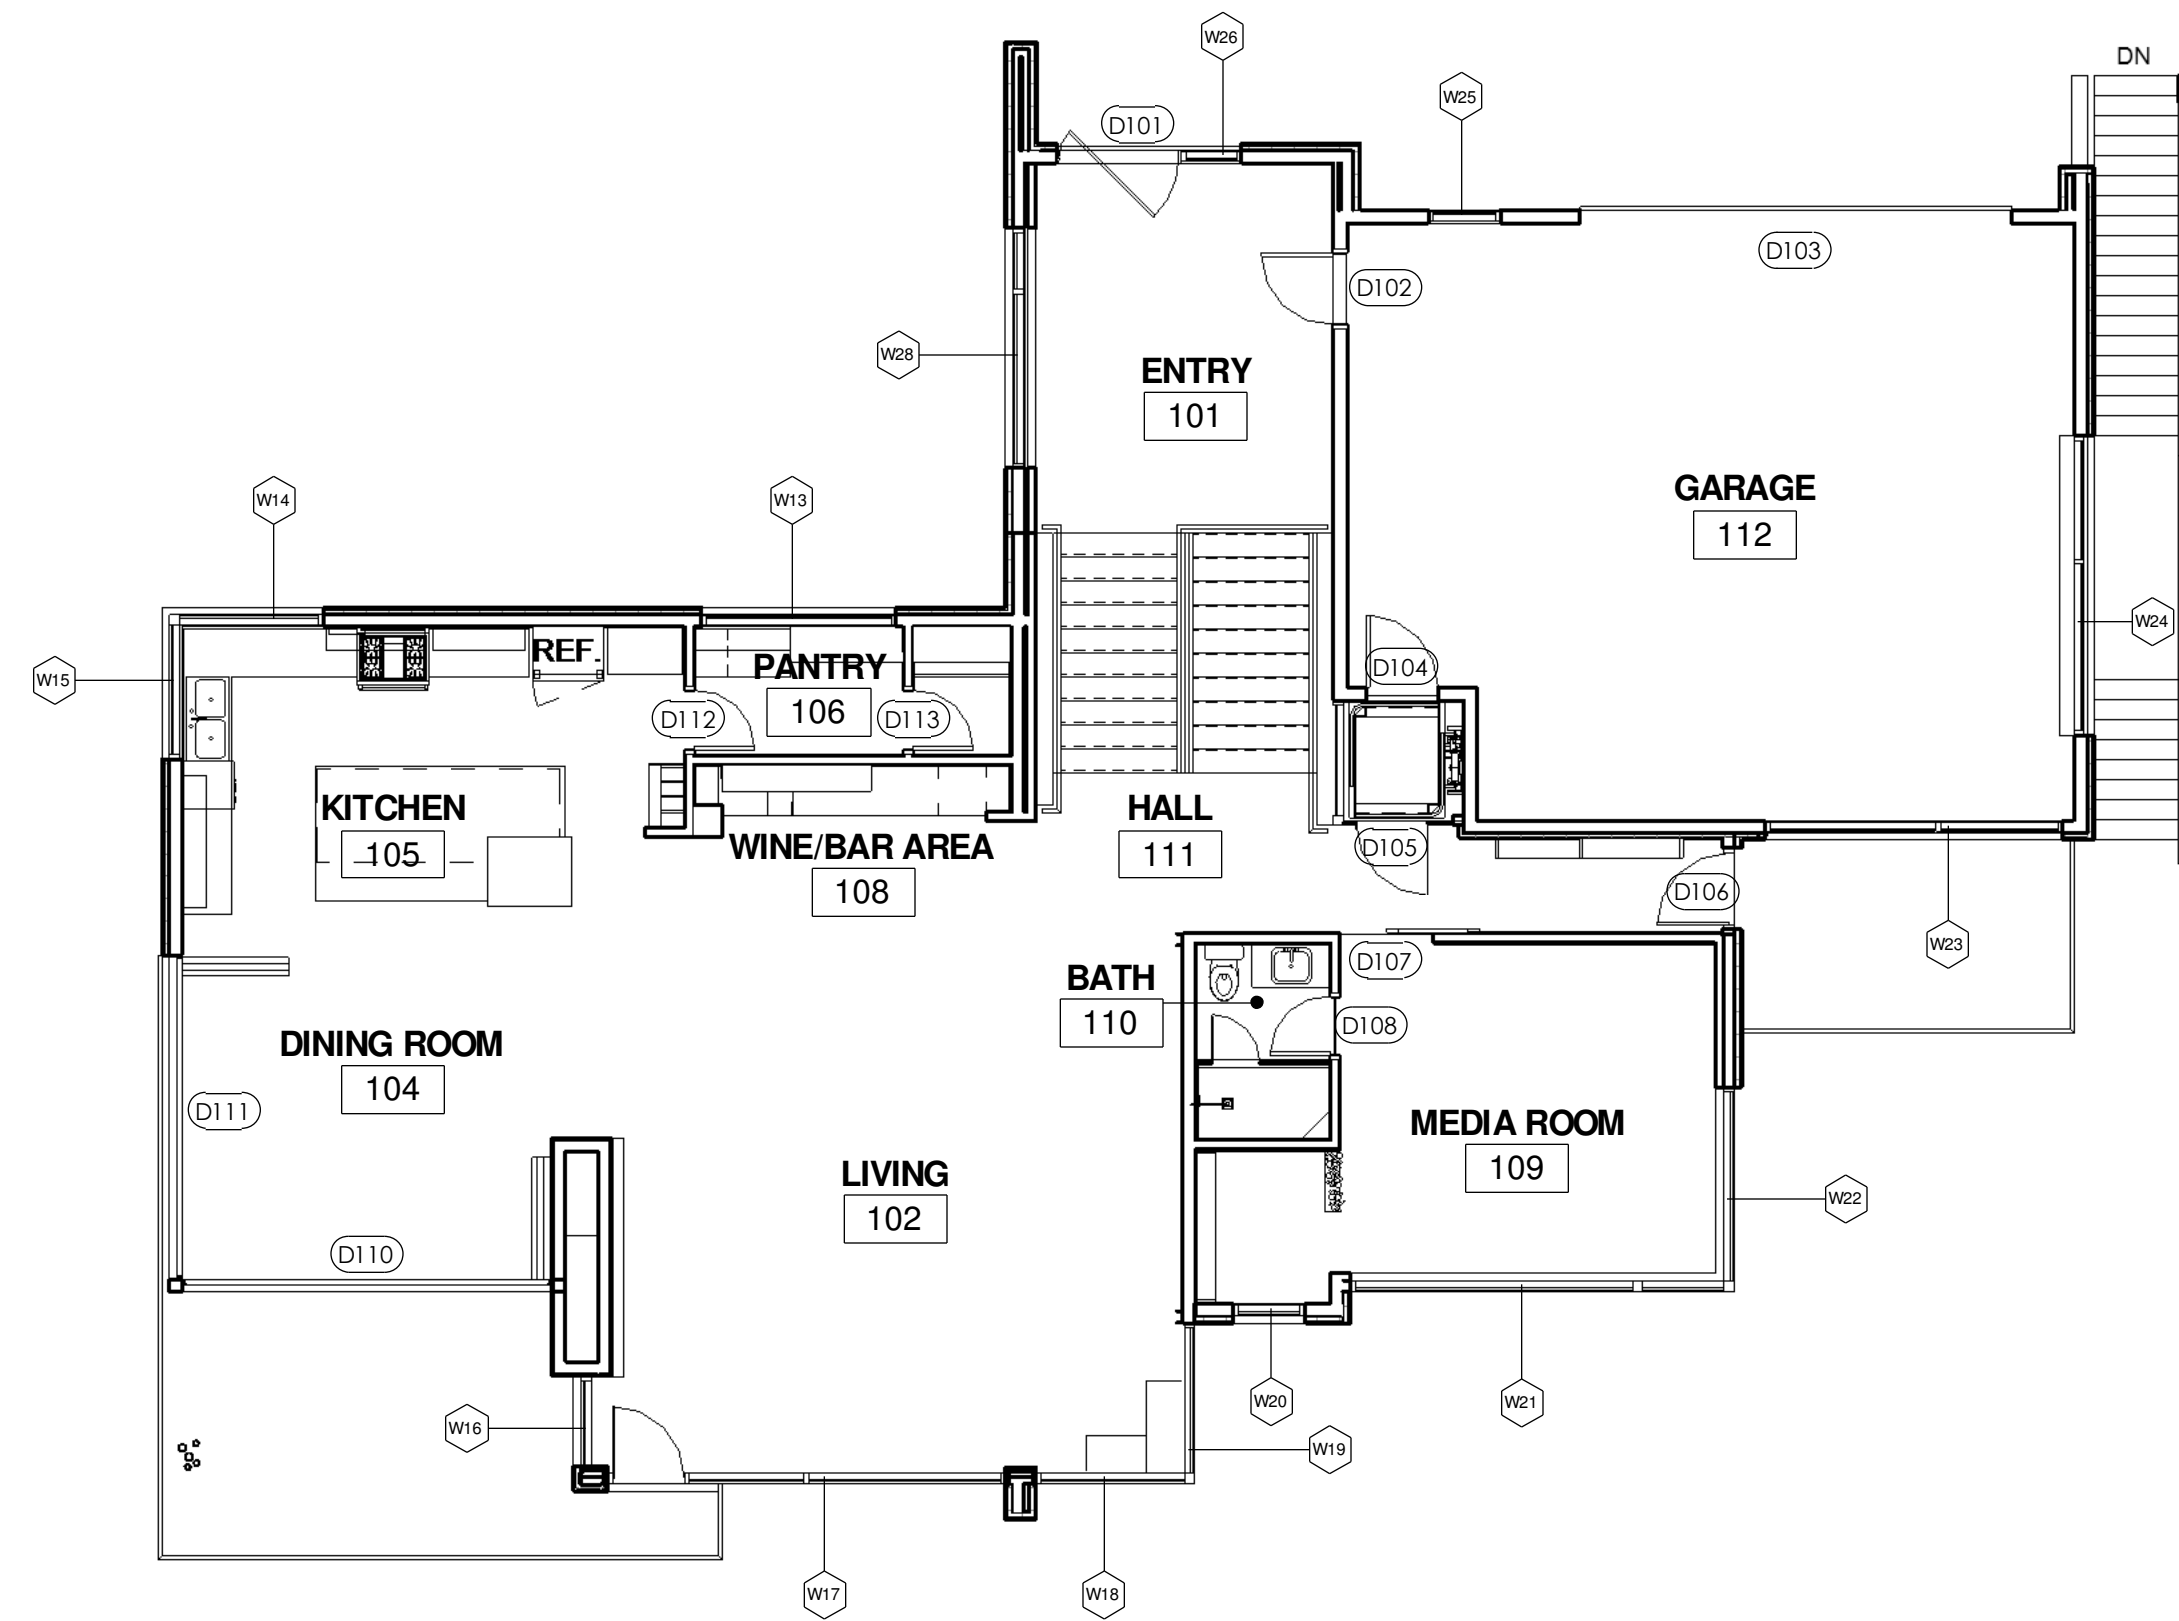 W26
DN
W25
D101
D103
D102
W28
ENTRY
101
GARAGE
112
W14
W13
W24
REF.
PANTRY
106
D104
W15
D112
D113
KITCHEN
105
WINE/BAR AREA
108
HALL
111
D105
D106
W23
BATH
110
D107
D108
DINING ROOM
104
D111
MEDIA ROOM
109
LIVING
102
W22
D110
W20
W21
W16
W19
W17
W18